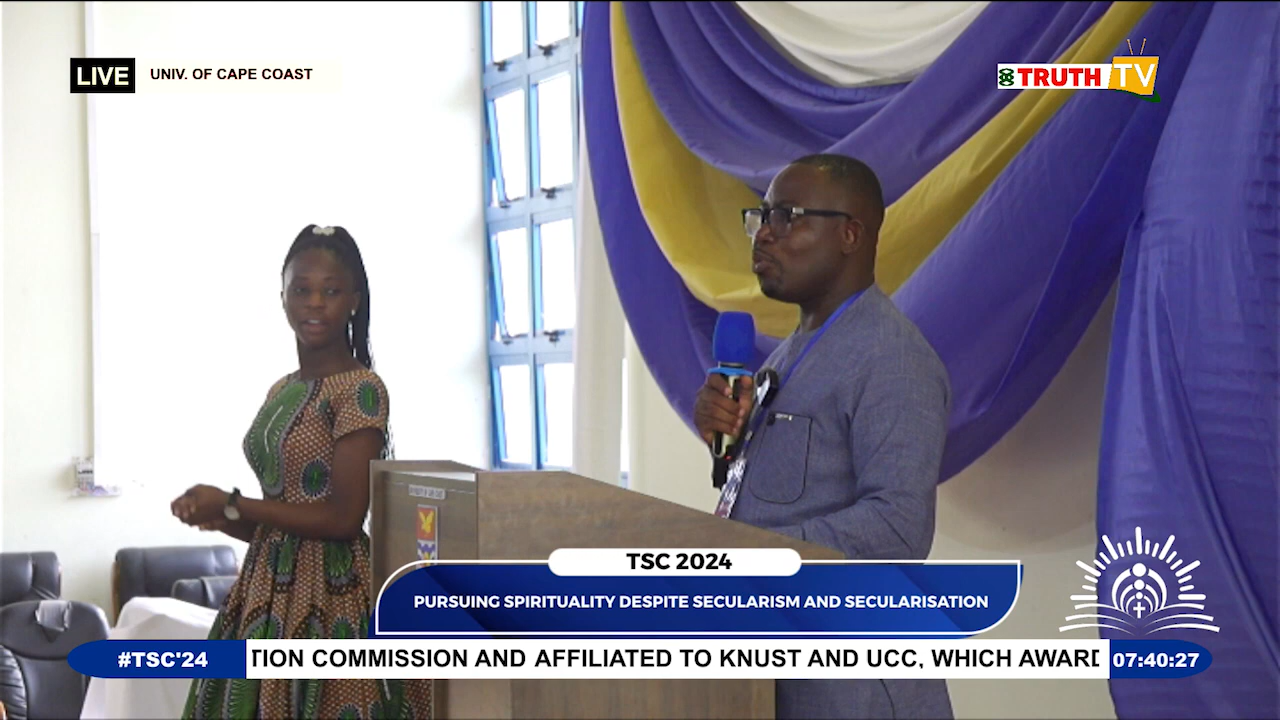 LIVE
UNIV. OF CAPE COAST
TRUTH TV
TSC 2024
PURSUING SPIRITUALITY DESPITE SECULARISM AND SECULARISATION
#TSC'24
TION COMMISSION AND AFFILIATED TO KNUST AND UCC, WHICH AWARD
07:40:27